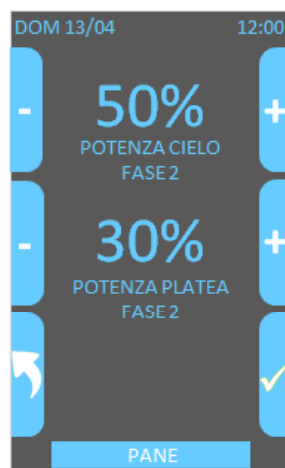 DOM 13/04 12:00
- 50% +
POTENZA CIELO
FASE 2
- 30% +
POTENZA PLATEA
FASE 2
PANE